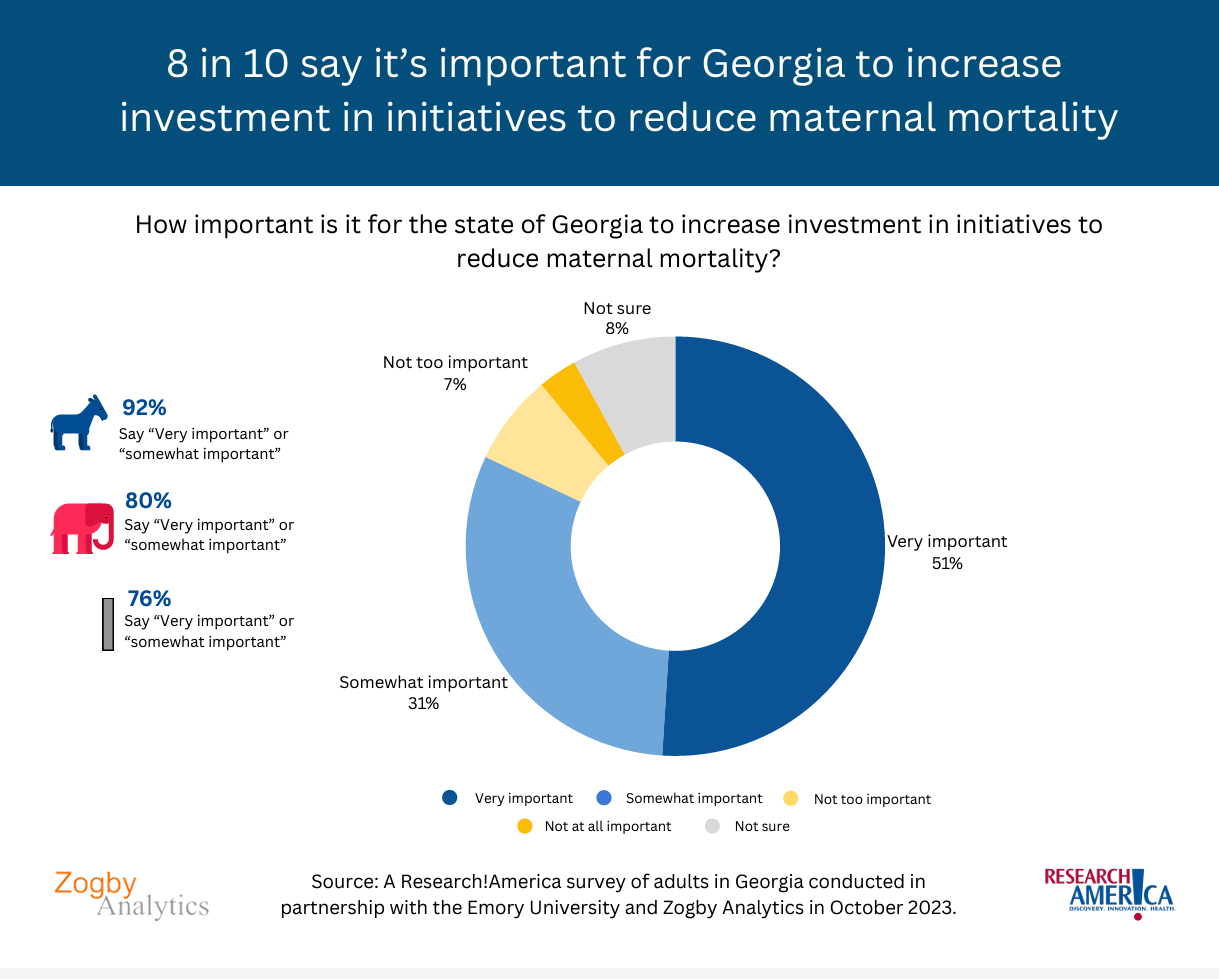 8 in 10 say it’s important for Georgia to increase
investment in initiatives to reduce maternal mortality
How important is it for the state of Georgia to increase investment in initiatives to
reduce maternal mortality?
Not sure
8%
Not too important
7%
92%
Say “Very important” or
“somewhat important”
80%
Say “Very important” or
“somewhat important”
76%
Say “Very important” or
“somewhat important”
Very important
51%
Somewhat important
31%
Very important
Somewhat important
Not too important
Not at all important
Not sure
Zogby
Analytics
Source: A Research!America survey of adults in Georgia conducted in
partnership with the Emory University and Zogby Analytics in October 2023.
RESEARCH
AMER!CA
DISCOVERY. INNOVATION. HEALTH.